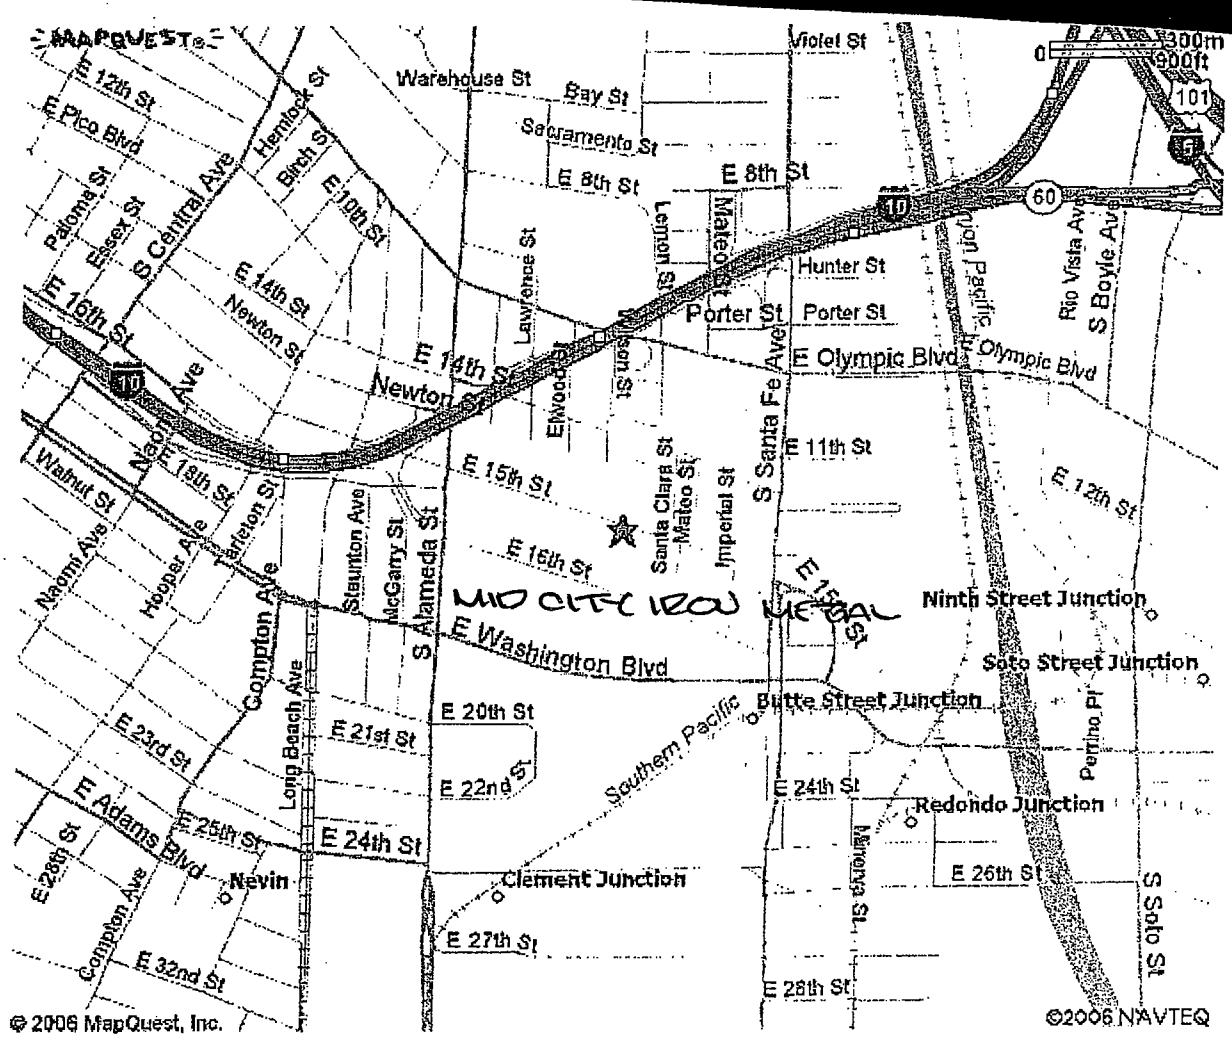 MAPQUEST®
300m
900ft
0
Violet St
Warehouse St
Bay St
Sacramento St
E 8th St
E 8th St
E 12th St
E Pico Blvd
Hemlock St
Birch St
E 10th St
Paloma St
Essex St
S Central Ave
E 14th St
Newton St
E 16th St
101
5
10
60
Lemon St
Mateo St
Lawrence St
Hunter St
Porter St
Porter St
Rio Vista Ave
S Boyle Ave
E Olympic Blvd
Olympic Blvd
E 14th St
Newton St
Elwood St
Wilson St
S Santa Fe Ave
10
Naomi Ave
E 18th St
Walnut St
Tarleton St
Naomi Ave
Hooper Ave
E 11th St
E 12th St
E 15th St
Santa Clara St
Mateo St
Imperial St
Staunton Ave
McGarry St
S Alameda St
E 16th St
E 15th St
MID CITY IRON METAL
Ninth Street Junction
Soto Street Junction
Butte Street Junction
Compton Ave
Long Beach Ave
E Washington Blvd
E 20th St
E 21st St
E 22nd St
E 23rd St
Southern Pacific
Perrino Pl
E 24th St
Redondo Junction
E Adams Blvd
E 25th St
E 24th St
E 28th St
Nevin
Clement Junction
Minerva St
E 26th St
S Soto St
Compton Ave
E 27th St
E 32nd St
E 28th St
© 2006 MapQuest, Inc.
©2006 NAVTEQ